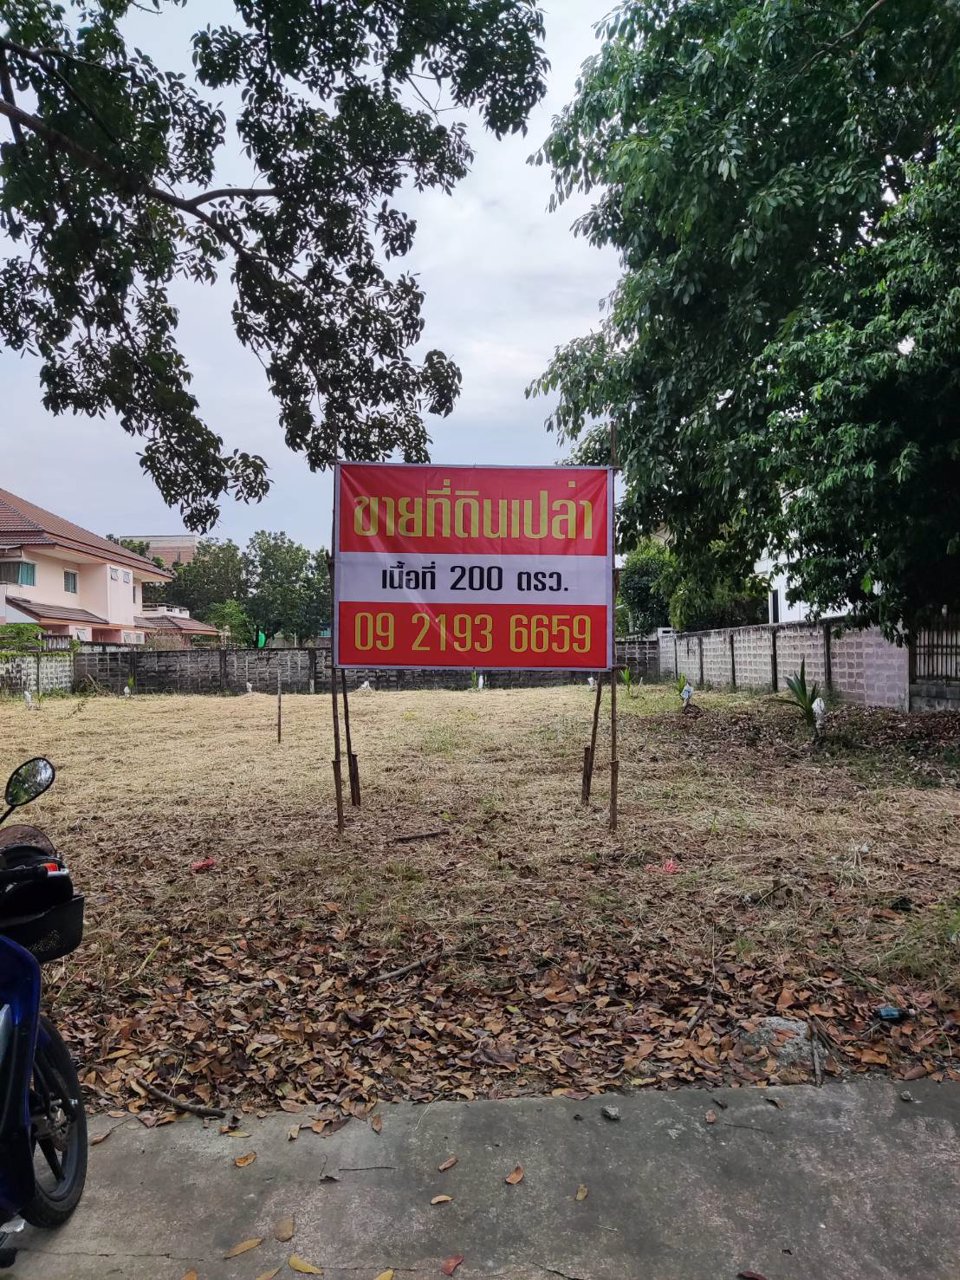 ขายที่ดินเปล่า
เนื้อที่ 200 ตรว.
09 2193 6659